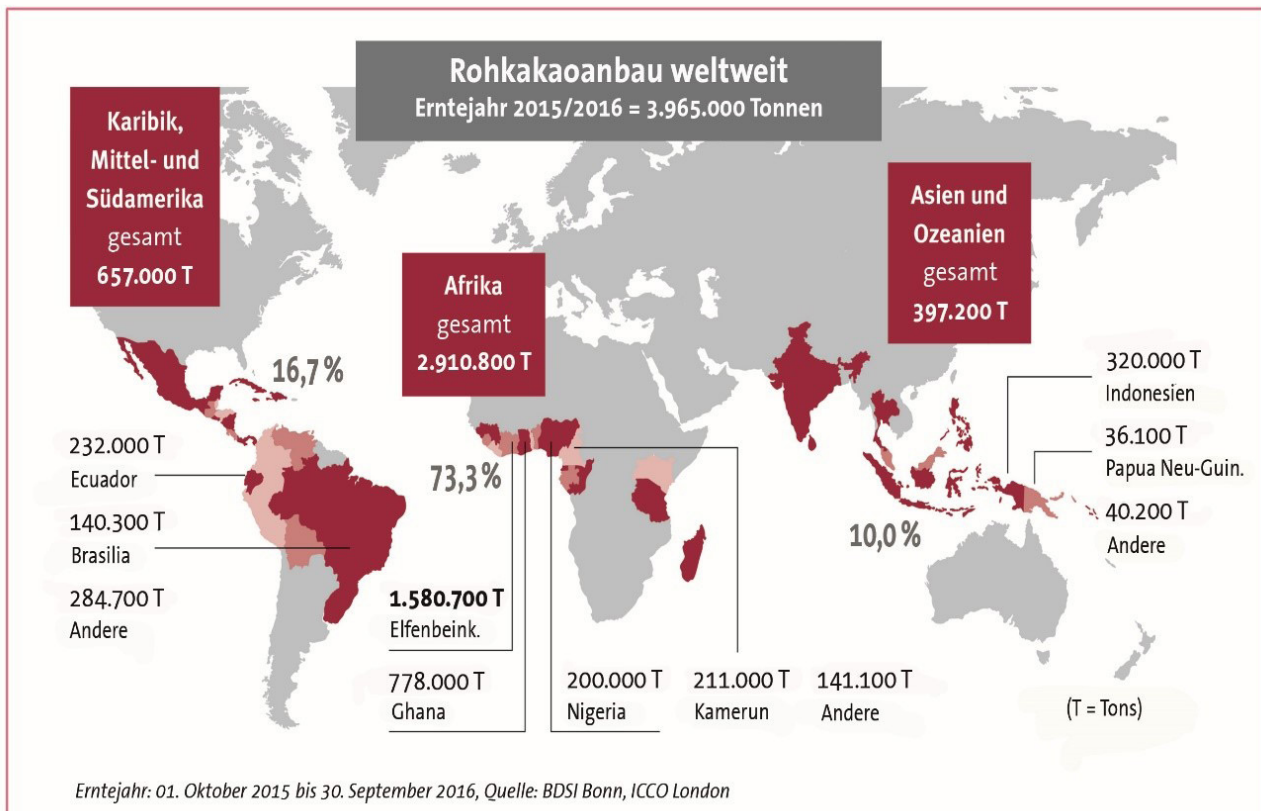 Rohkakaoanbau weltweit
Erntejahr 2015/2016 = 3.965.000 Tonnen
Karibik,
Mittel- und
Südamerika
gesamt
657.000 T
Afrika
gesamt
2.910.800 T
Asien und
Ozeanien
gesamt
397.200 T
16,7 %
73,3 %
10,0 %
232.000 T
Ecuador
140.300 T
Brasilia
284.700 T
Andere
1.580.700 T
Elfenbeink.
778.000 T
Ghana
200.000 T
Nigeria
211.000 T
Kamerun
141.100 T
Andere
320.000 T
Indonesien
36.100 T
Papua Neu-Guin.
40.200 T
Andere
(T = Tons)
Erntejahr: 01. Oktober 2015 bis 30. September 2016, Quelle: BDSI Bonn, ICCO London